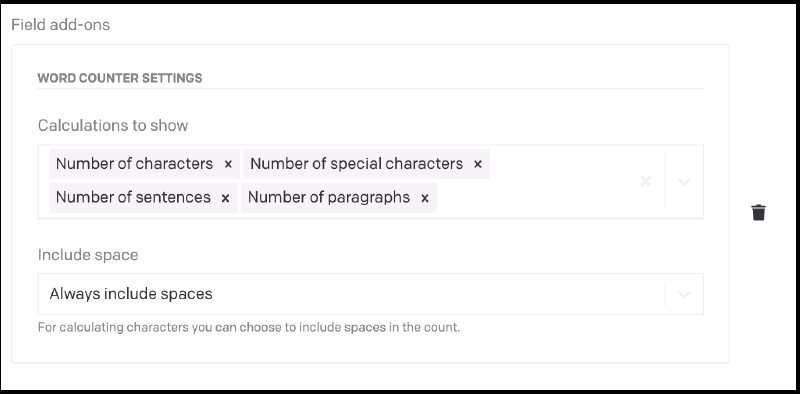 Field add-ons
WORD COUNTER SETTINGS
Calculations to show
Number of characters × Number of special characters ×
Number of sentences × Number of paragraphs ×
Include space
Always include spaces
For calculating characters you can choose to include spaces in the count.